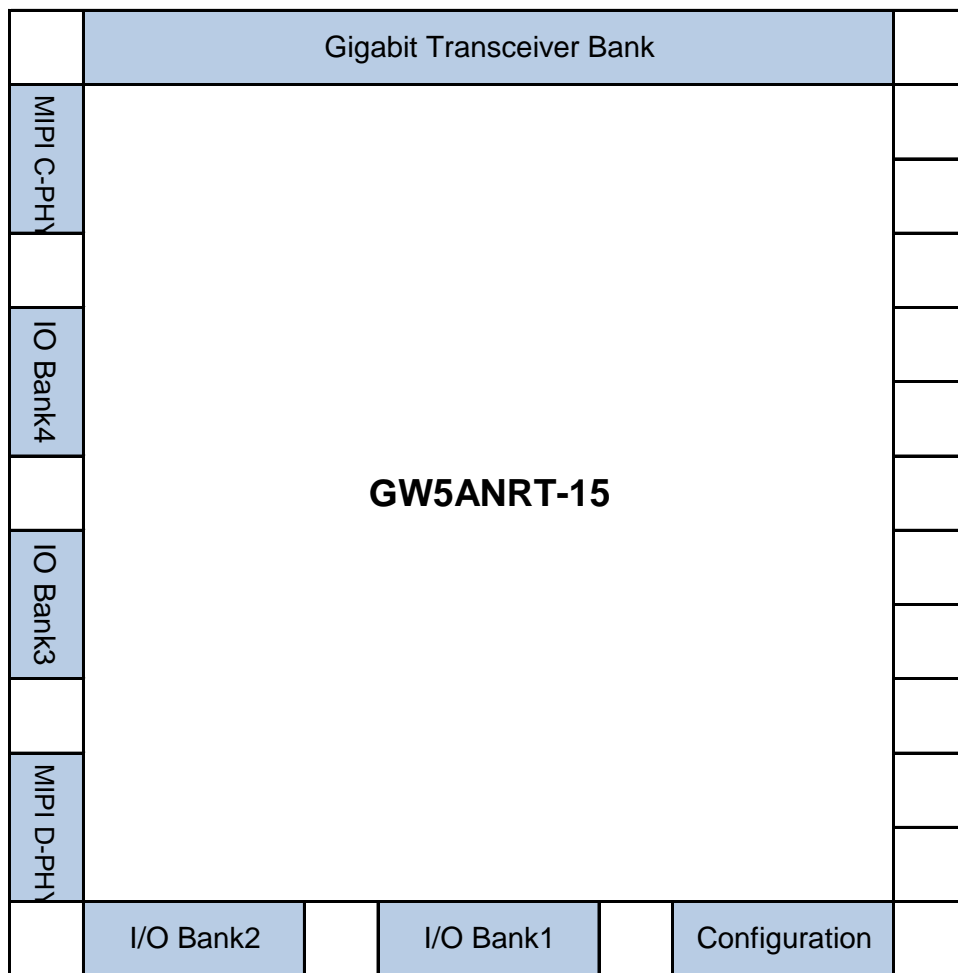 Gigabit Transceiver Bank
MIPI C-PHY
IO Bank4
GW5ANRT-15
IO Bank3
MIPI D-PHY
I/O Bank2
I/O Bank1
Configuration